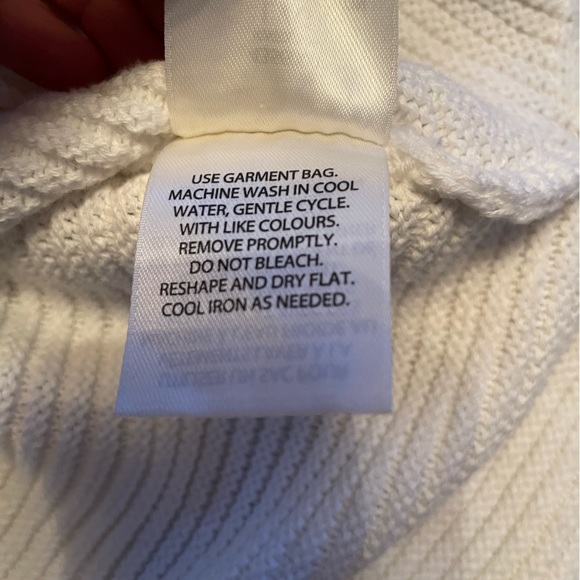 USE GARMENT BAG.
MACHINE WASH IN COOL
WATER, GENTLE CYCLE.
WITH LIKE COLOURS.
REMOVE PROMPTLY.
DO NOT BLEACH.
RESHAPE AND DRY FLAT.
COOL IRON AS NEEDED.